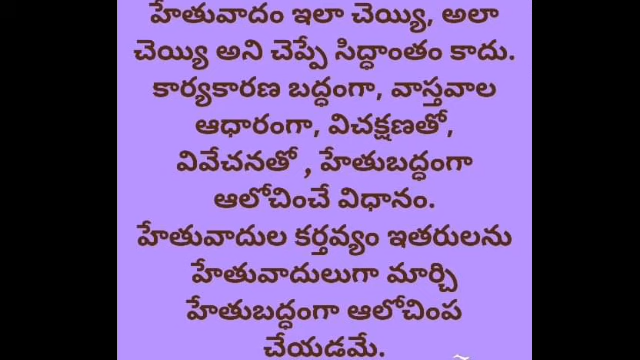 హేతువాదం ఇలా చెయ్యి, అలా
చెయ్యి అని చెప్పే సిద్ధాంతం కాదు.
కార్యకారణ బద్ధంగా, వాస్తవాల
ఆధారంగా, విచక్షణతో,
వివేచనతో , హేతుబద్ధంగా
ఆలోచించే విధానం.
హేతువాదుల కర్తవ్యం ఇతరులను
హేతువాదులుగా మార్చి
హేతుబద్ధంగా ఆలోచింప
చేయడమే.